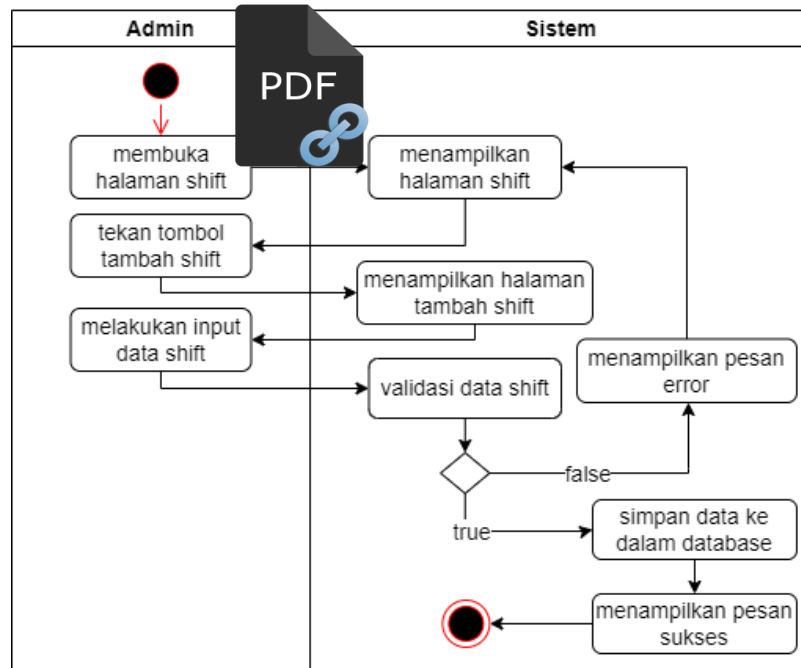 Admin
Sistem
PDF
membuka
halaman shift
menampilkan
halaman shift
tekan tombol
tambah shift
menampilkan halaman
tambah shift
melakukan input
data shift
validasi data shift
menampilkan pesan
error
false
true
simpan data ke
dalam database
menampilkan pesan
sukses